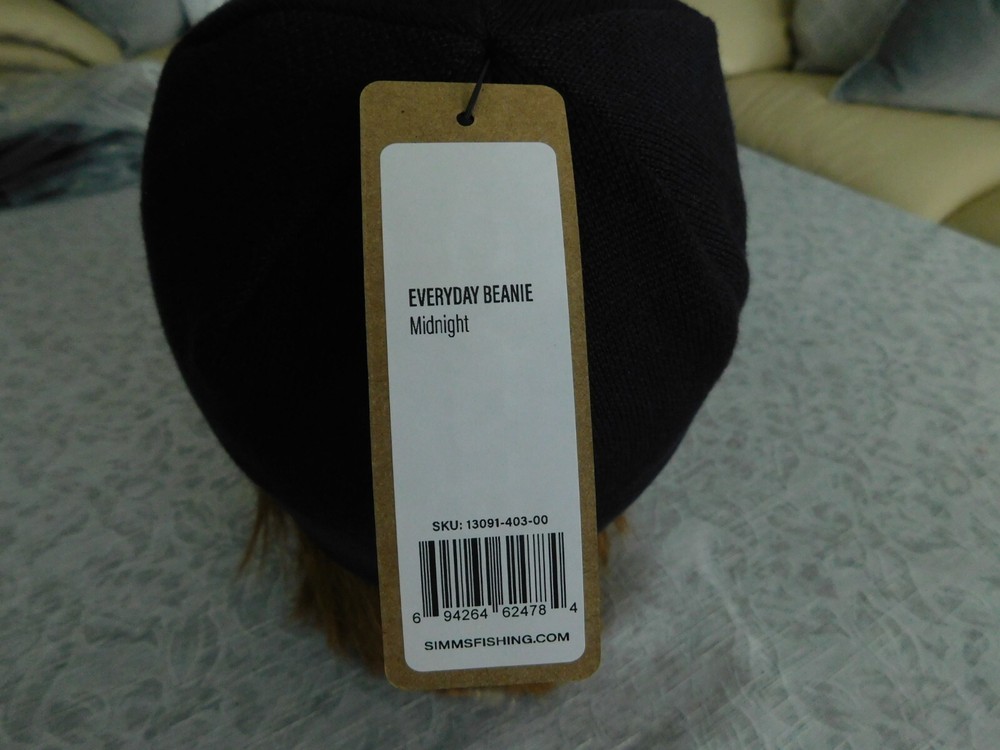 EVERYDAY BEANIE
Midnight
SKU: 13091-403-00
6 94264 62478 4
SIMMSFISHING.COM